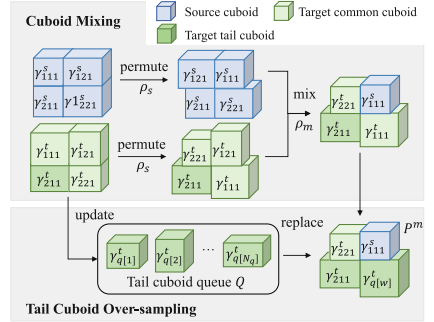 Cuboid Mixing
Source cuboid
Target common cuboid
Target tail cuboid
γ^s_111 γ^s_121
γ^s_211 γ1^s_221
permute
ρ_s
γ^s_121 γ^s_111
γ^s_211 γ^s_221
γ^t_111 γ^t_121
γ^t_211 γ^t_221
permute
ρ_s
γ^t_221 γ^t_121
γ^t_211 γ^t_111
mix
ρ_m
γ^t_221 γ^s_111
γ^t_211 γ^t_111
update
replace
P^m
γ^t_q[1] γ^t_q[2] ... γ^t_q[N_q]
Tail cuboid queue Q
γ^t_221 γ^s_111
γ^t_211 γ^t_q[w]
Tail Cuboid Over-sampling